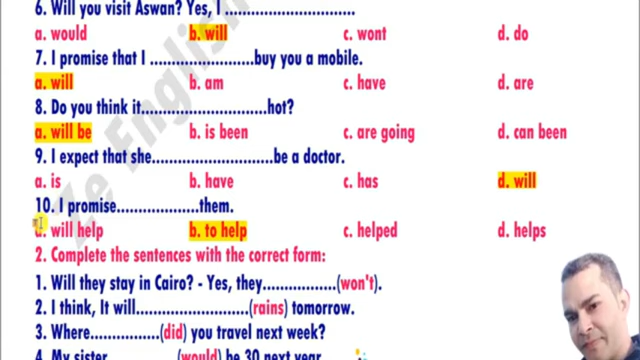 6. Will you visit Aswan? Yes, I ..............................
a. would b. will c. wont d. do
7. I promise that I ........................buy you a mobile.
a. will b. am c. have d. are
8. Do you think it.............................hot?
a. will be b. is been c. are going d. can been
9. I expect that she............................be a doctor.
a. is b. have c. has d. will
10. I promise...................them.
a. will help b. to help c. helped d. helps
2. Complete the sentences with the correct form:
1. Will they stay in Cairo? - Yes, they.................(won't).
2. I think, It will..........................(rains) tomorrow.
3. Where................(did) you travel next week?
4. My sister................(would) be 30 next year.
Ze English